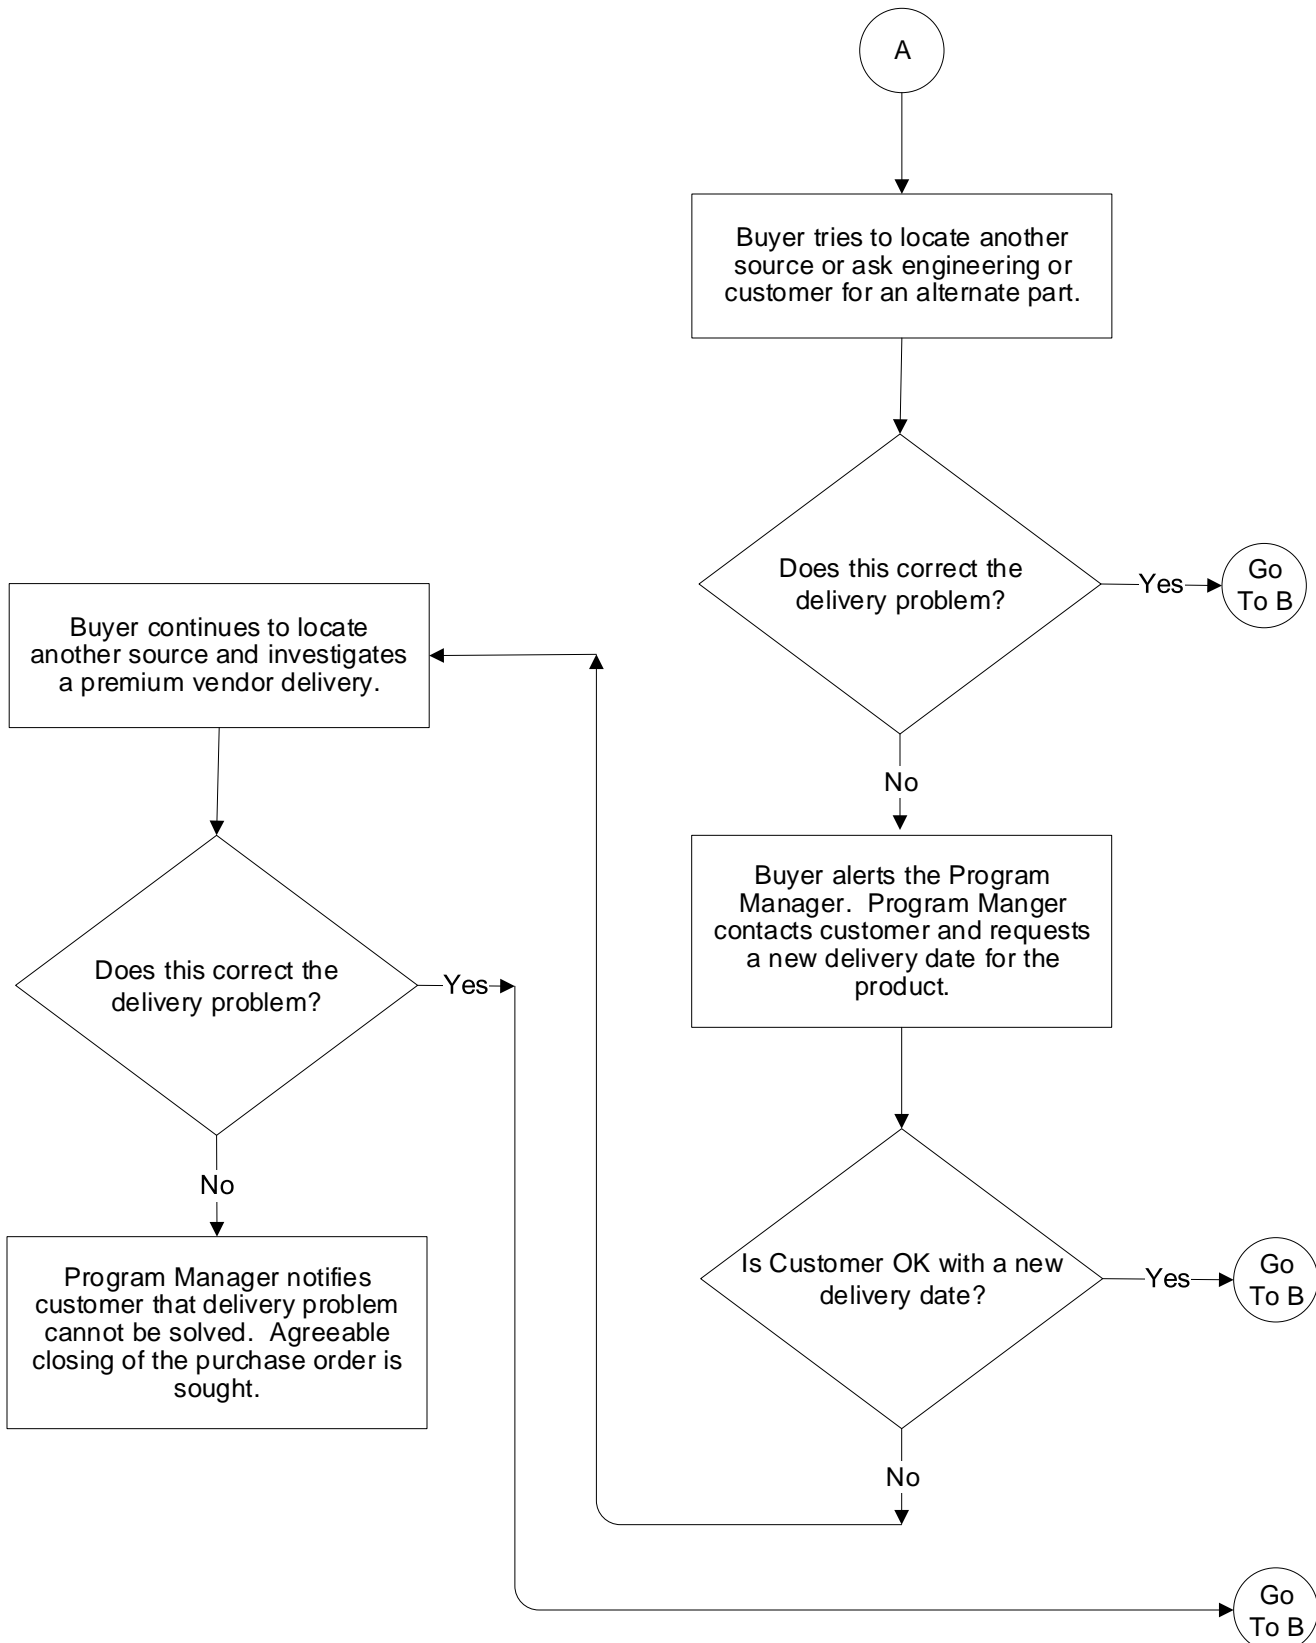 A
Buyer tries to locate another
source or ask engineering or
customer for an alternate part.
Does this correct the
delivery problem?
Yes
Go
To B
No
Buyer alerts the Program
Manager.  Program Manger
contacts customer and requests
a new delivery date for the
product.
Is Customer OK with a new
delivery date?
Yes
Go
To B
No
Buyer continues to locate
another source and investigates
a premium vendor delivery.
Does this correct the
delivery problem?
Yes
Go
To B
No
Program Manager notifies
customer that delivery problem
cannot be solved.  Agreeable
closing of the purchase order is
sought.